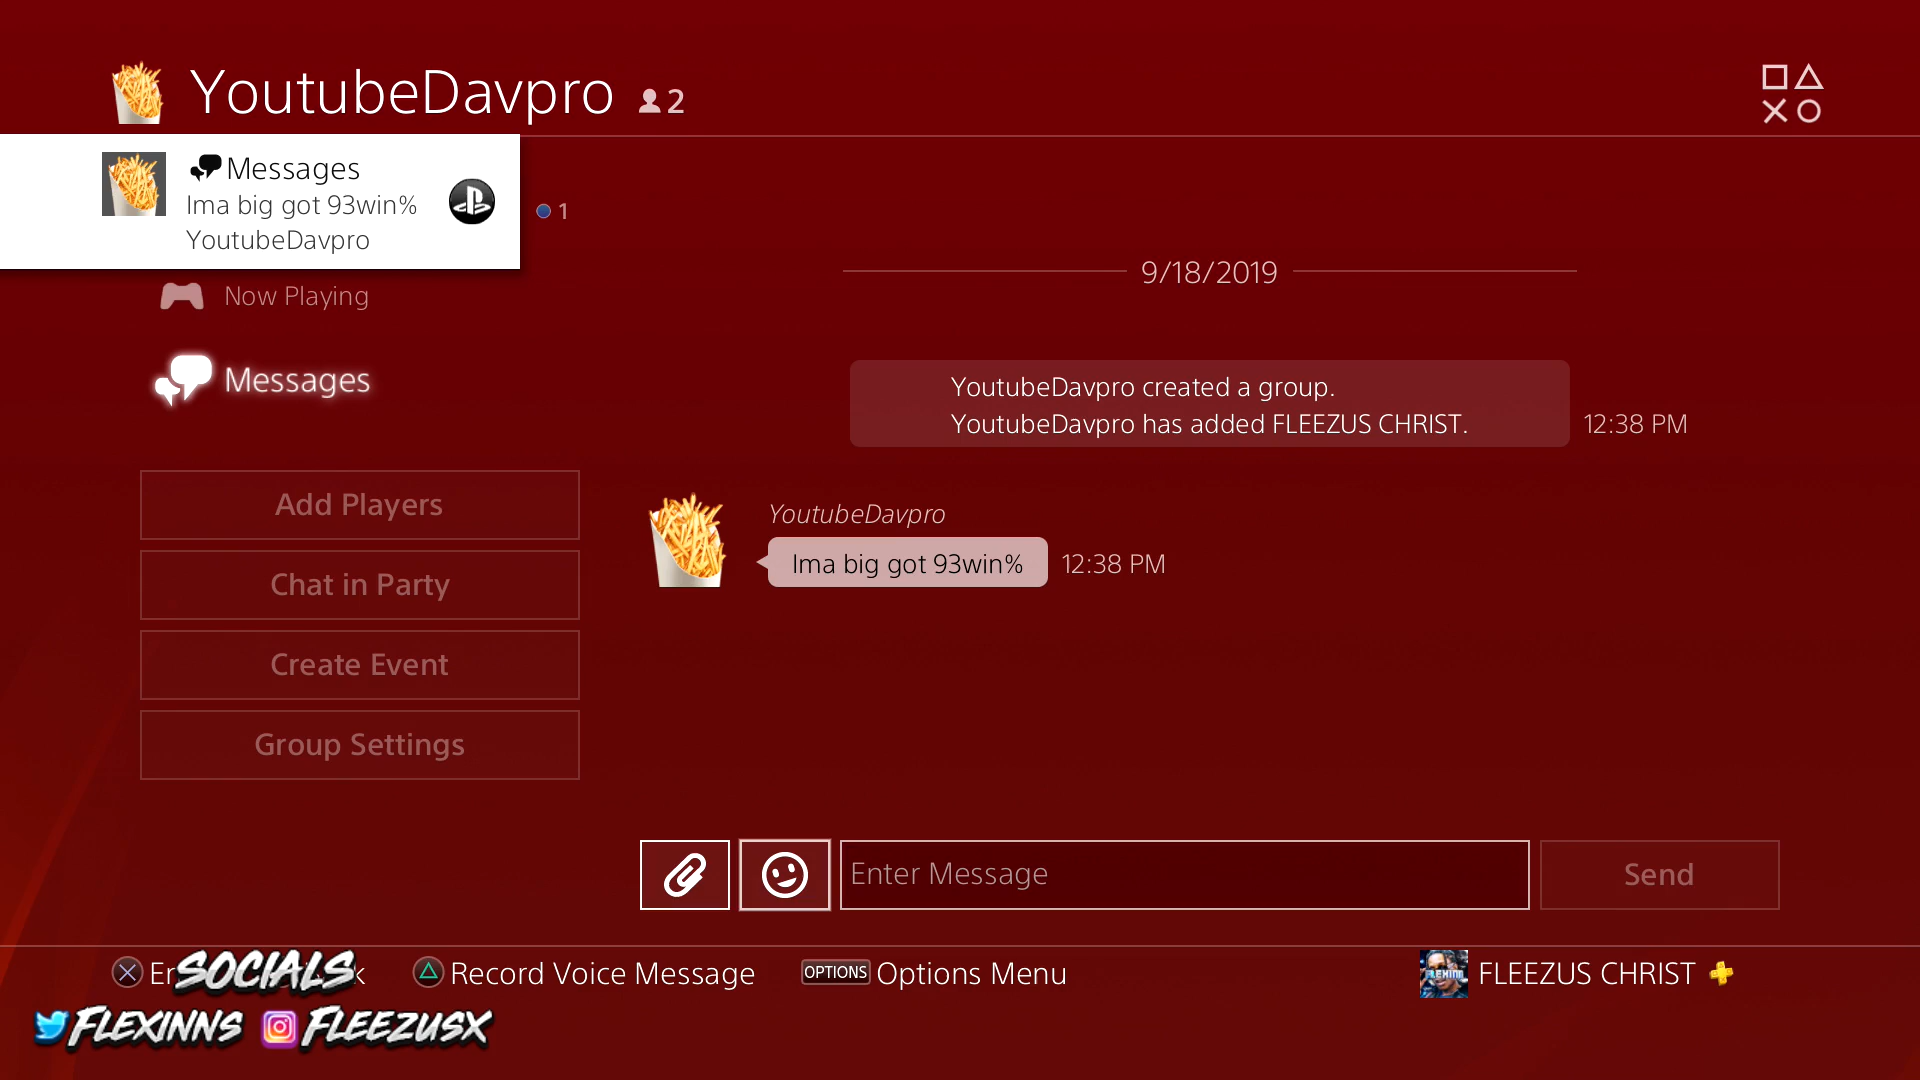 YoutubeDavpro 2
Messages
Ima big got 93win%
YoutubeDavpro
1
Now Playing
Messages
Add Players
Chat in Party
Create Event
Group Settings
9/18/2019
YoutubeDavpro created a group.
YoutubeDavpro has added FLEEZUS CHRIST.
12:38 PM
YoutubeDavpro
Ima big got 93win%
12:38 PM
Enter Message
Send
SOCIALS
Record Voice Message
OPTIONS Options Menu
FLEEZUS CHRIST
FLEXINNS FLEEZUSX